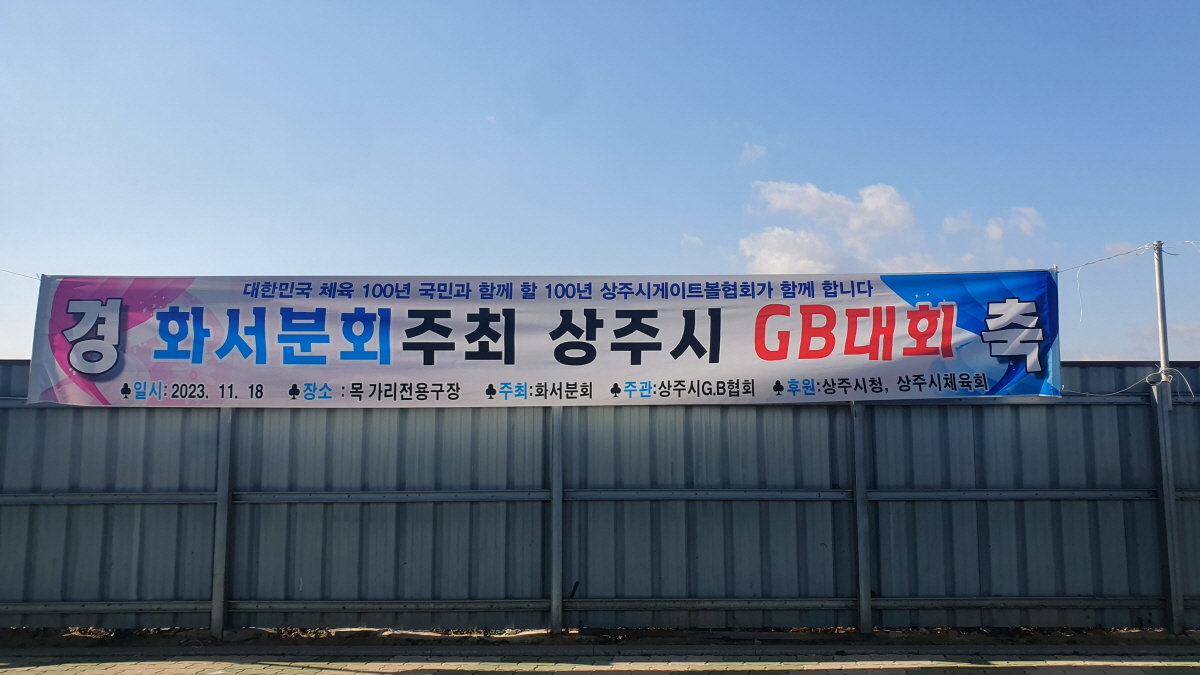 대한민국 체육 100년 국민과 함께 할 100년 상주시게이트볼협회가 함께 합니다
경 화서분회주최 상주시 GB대회 축
♣일시: 2023. 11. 18 ♣장소 : 목 가리전용구장 ♣주최:화서분회 ♣주관:상주시G.B협회 ♣후원:상주시청, 상주시체육회